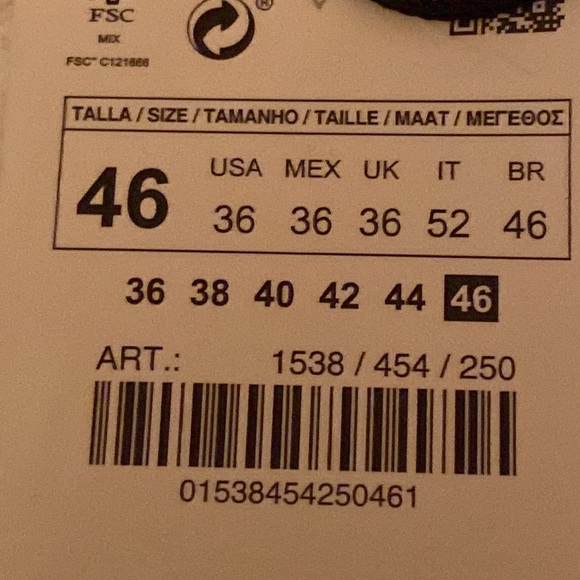 FSC
MIX
FSC™ C121666
®
TALLA / SIZE / TAMANHO / TAILLE / MAAT / ΜΕΓΕΘΟΣ
46 USA MEX UK IT BR
36 36 36 52 46
36 38 40 42 44 46
ART.: 1538 / 454 / 250
01538454250461